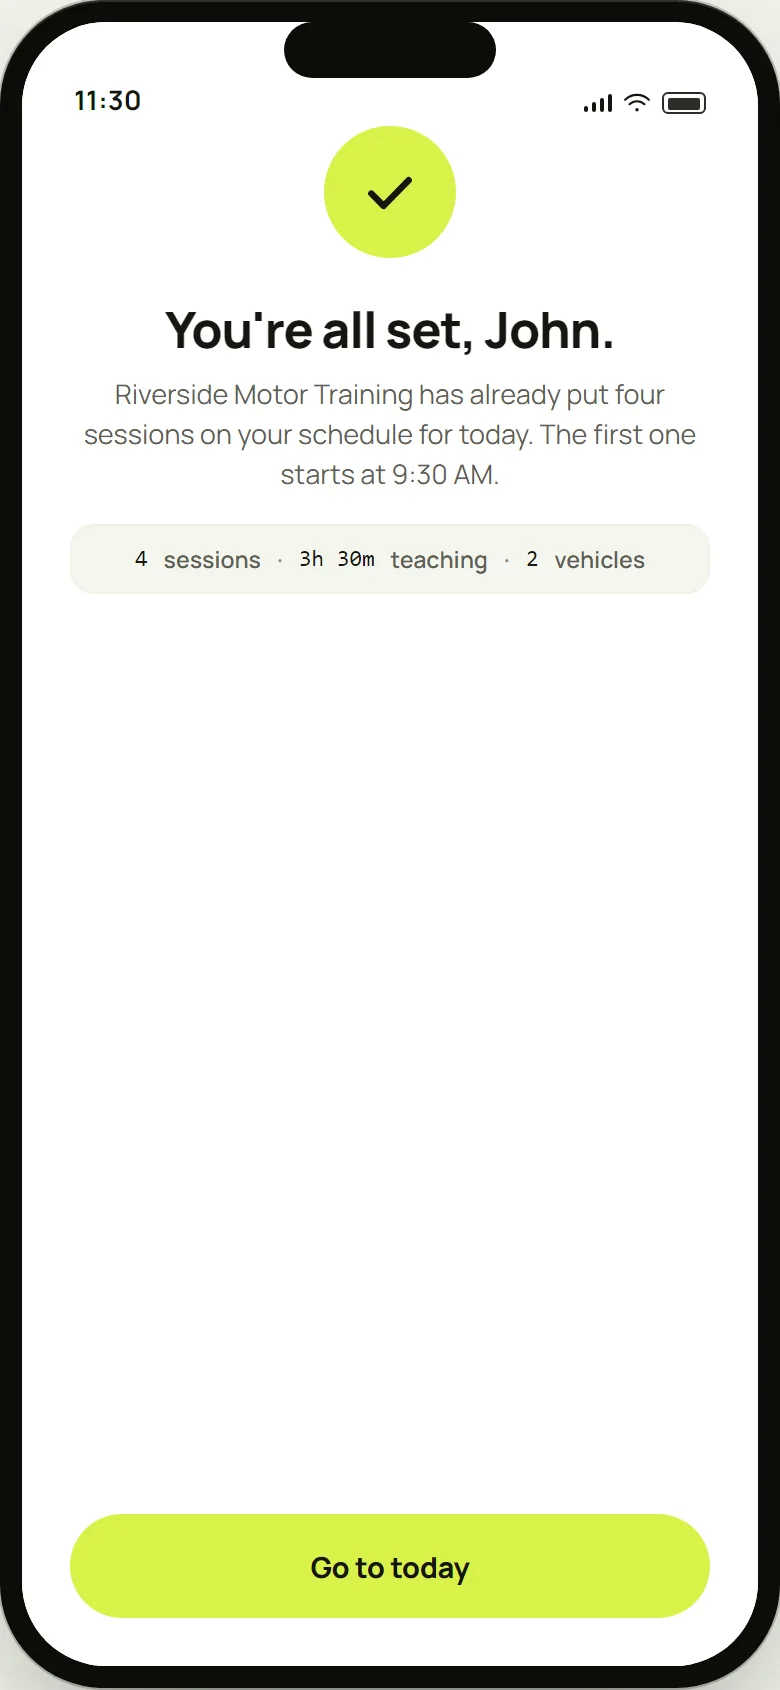 11:30
You're all set, John.
Riverside Motor Training has already put four
sessions on your schedule for today. The first one
starts at 9:30 AM.
4 sessions · 3h 30m teaching · 2 vehicles
Go to today